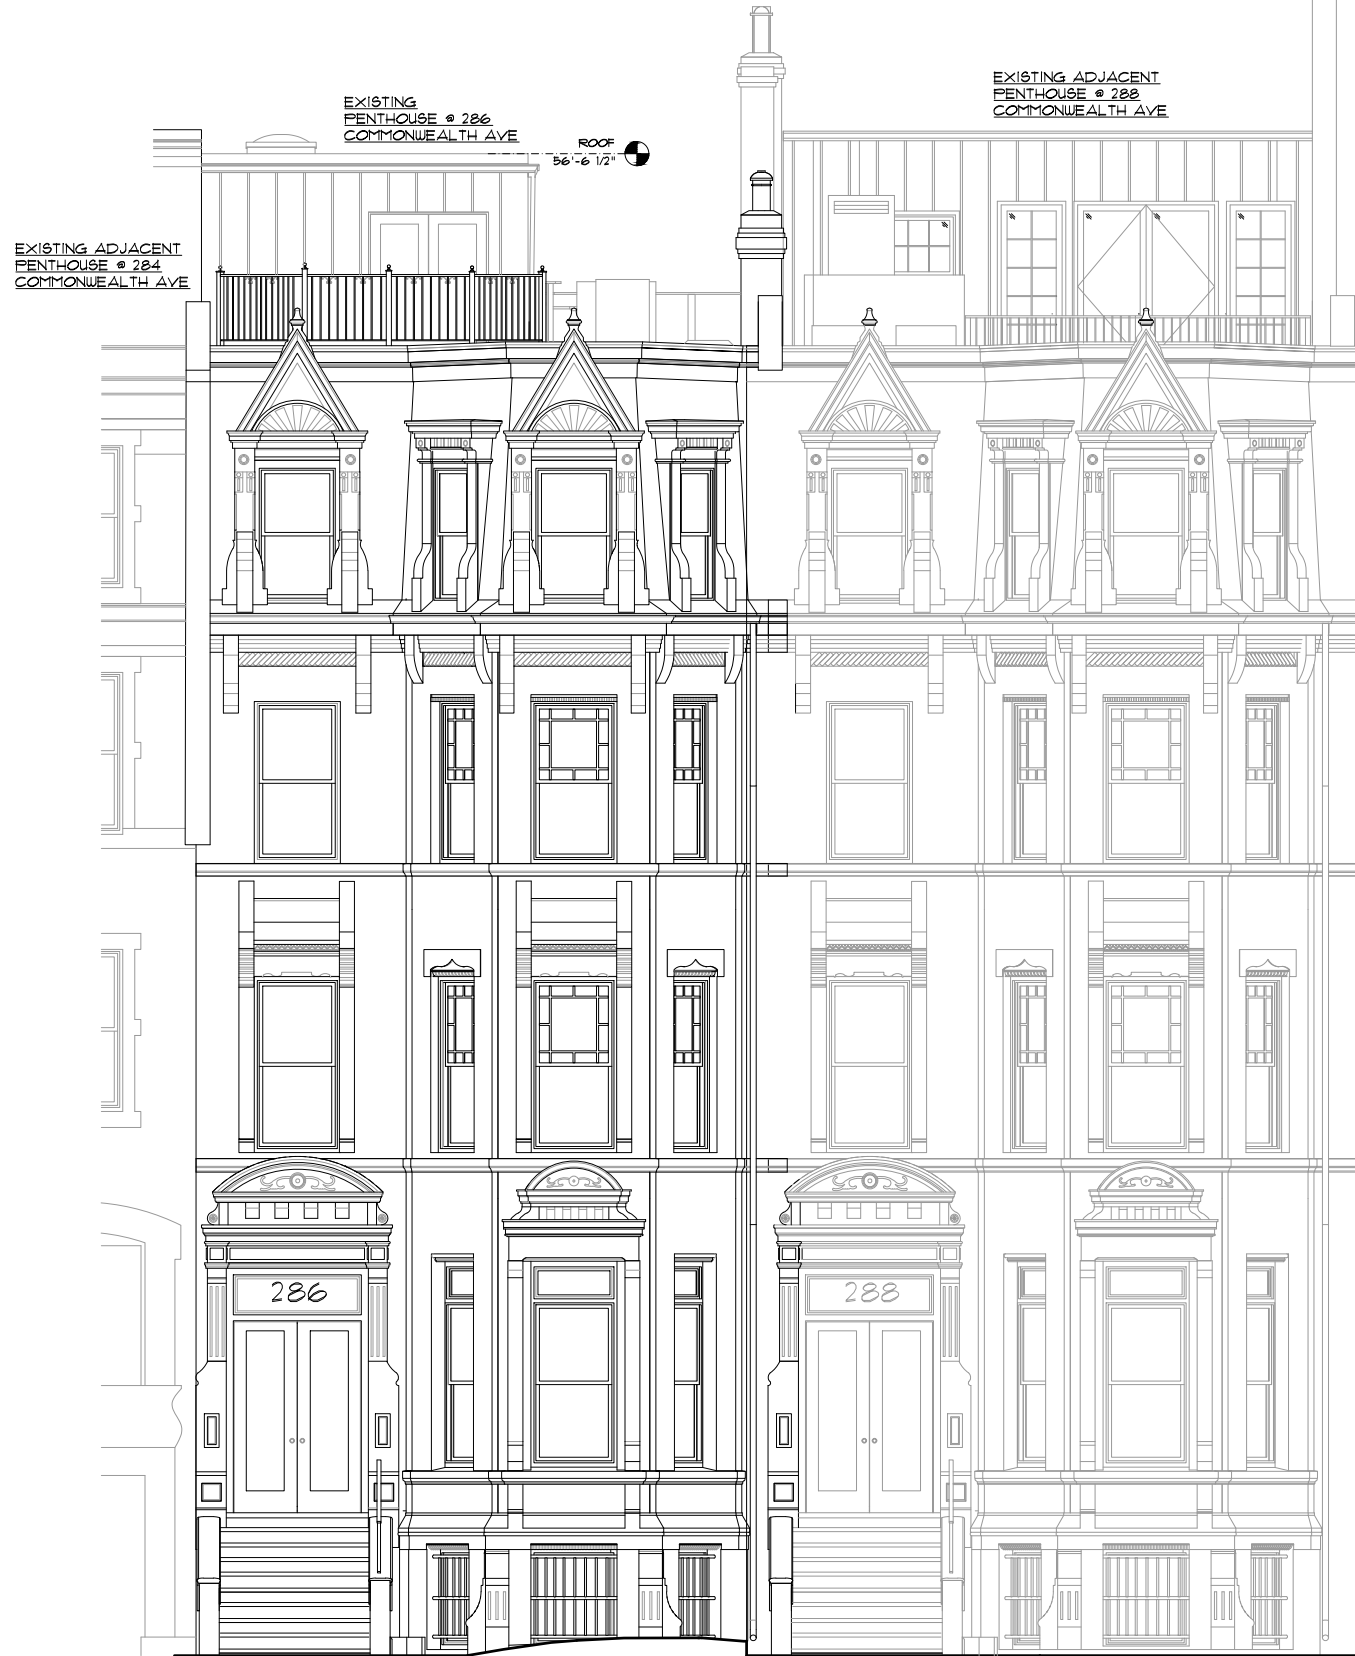 EXISTING ADJACENT
PENTHOUSE @ 288
COMMONWEALTH AVE
EXISTING
PENTHOUSE @ 286
COMMONWEALTH AVE
ROOF
56'-6 1/2"
EXISTING ADJACENT
PENTHOUSE @ 284
COMMONWEALTH AVE
286
288